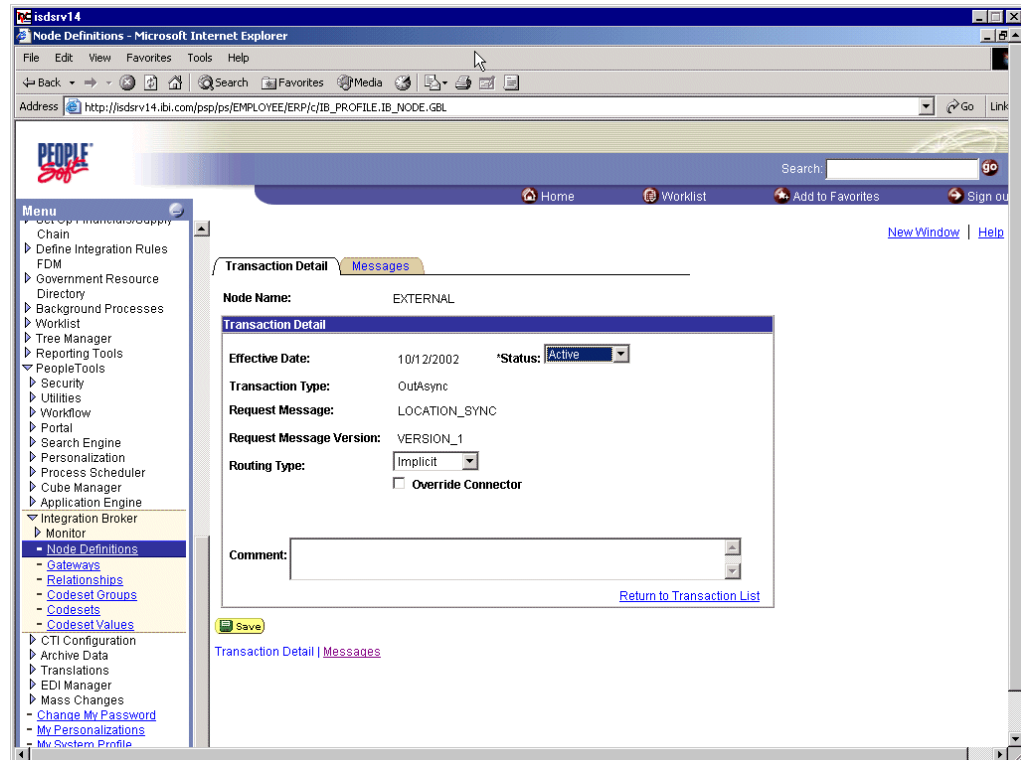 isdsrv14
Node Definitions - Microsoft Internet Explorer
File Edit View Favorites Tools Help
Back Search Favorites Media
Address http://isdsrv14.ibi.com/psp/ps/EMPLOYEE/ERP/c/IB_PROFILE.IB_NODE.GBL Go Link
PEOPLE Soft
Search: go
Home Worklist Add to Favorites Sign ou
Menu
New Window | Help
Set Up Financials/Supply
Chain
Define Integration Rules
FDM
Government Resource
Directory
Background Processes
Worklist
Tree Manager
Reporting Tools
PeopleTools
Security
Utilities
Workflow
Portal
Search Engine
Personalization
Process Scheduler
Cube Manager
Application Engine
Integration Broker
Monitor
Node Definitions
Gateways
Relationships
Codeset Groups
Codesets
Codeset Values
CTI Configuration
Archive Data
Translations
EDI Manager
Mass Changes
Change My Password
My Personalizations
My System Profile
Transaction Detail Messages
Node Name: EXTERNAL
Transaction Detail
Effective Date: 10/12/2002 *Status: Active
Transaction Type: OutAsync
Request Message: LOCATION_SYNC
Request Message Version: VERSION_1
Routing Type: Implicit
Override Connector
Comment:
Return to Transaction List
Save
Transaction Detail | Messages